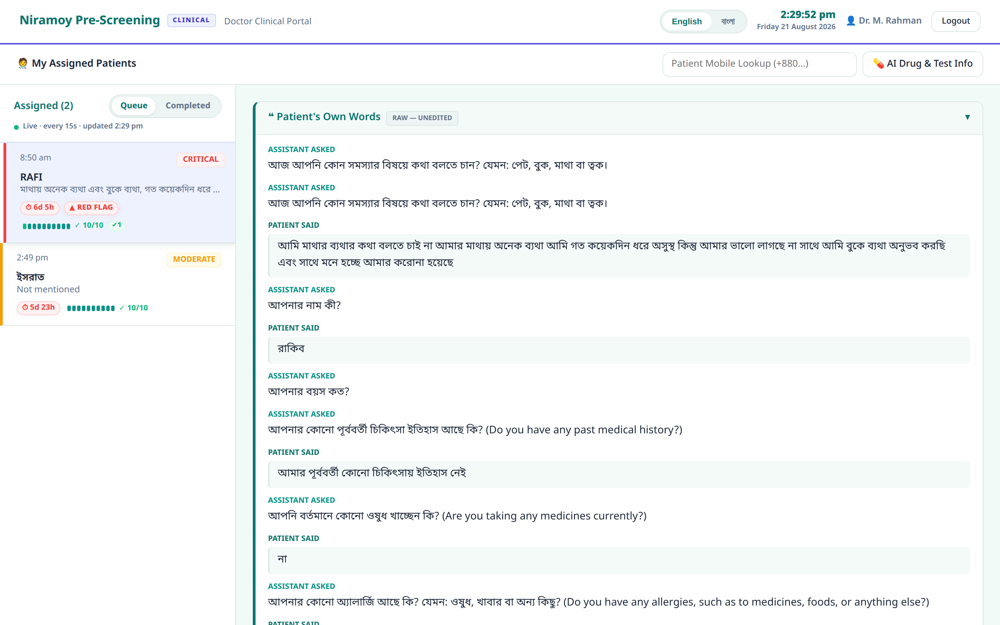 Niramoy Pre-Screening
CLINICAL
Doctor Clinical Portal
English
বাংলা
2:29:52 pm
Friday 21 August 2026
Dr. M. Rahman
Logout
My Assigned Patients
Patient Mobile Lookup (+880...)
AI Drug & Test Info
Assigned (2)
Queue
Completed
Live · every 15s · updated 2:29 pm
8:50 am
CRITICAL
RAFI
মাথায় অনেক ব্যথা এবং বুকে ব্যথা, গত কয়েকদিন ধরে ...
6d 5h
▲ RED FLAG
✓ 10/10
✓1
2:49 pm
MODERATE
ইসরাত
Not mentioned
5d 23h
✓ 10/10
❝ Patient's Own Words
RAW — UNEDITED
▼
ASSISTANT ASKED
আজ আপনি কোন সমস্যার বিষয়ে কথা বলতে চান? যেমন: পেট, বুক, মাথা বা ত্বক।
ASSISTANT ASKED
আজ আপনি কোন সমস্যার বিষয়ে কথা বলতে চান? যেমন: পেট, বুক, মাথা বা ত্বক।
PATIENT SAID
আমি মাথার ব্যথার কথা বলতে চাই না আমার মাথায় অনেক ব্যথা আমি গত কয়েকদিন ধরে অসুস্থ কিন্তু আমার ভালো লাগছে না সাথে আমি বুকে ব্যথা অনুভব করছি
এবং সাথে মনে হচ্ছে আমার করোনা হয়েছে
ASSISTANT ASKED
আপনার নাম কী?
PATIENT SAID
রাকিব
ASSISTANT ASKED
আপনার বয়স কত?
ASSISTANT ASKED
আপনার কোনো পূর্ববর্তী চিকিৎসা ইতিহাস আছে কি? (Do you have any past medical history?)
PATIENT SAID
আমার পূর্ববর্তী কোনো চিকিৎসায় ইতিহাস নেই
ASSISTANT ASKED
আপনি বর্তমানে কোনো ওষুধ খাচ্ছেন কি? (Are you taking any medicines currently?)
PATIENT SAID
না
ASSISTANT ASKED
আপনার কোনো অ্যালার্জি আছে কি? যেমন: ওষুধ, খাবার বা অন্য কিছু? (Do you have any allergies, such as to medicines, foods, or anything else?)
PATIENT SAID